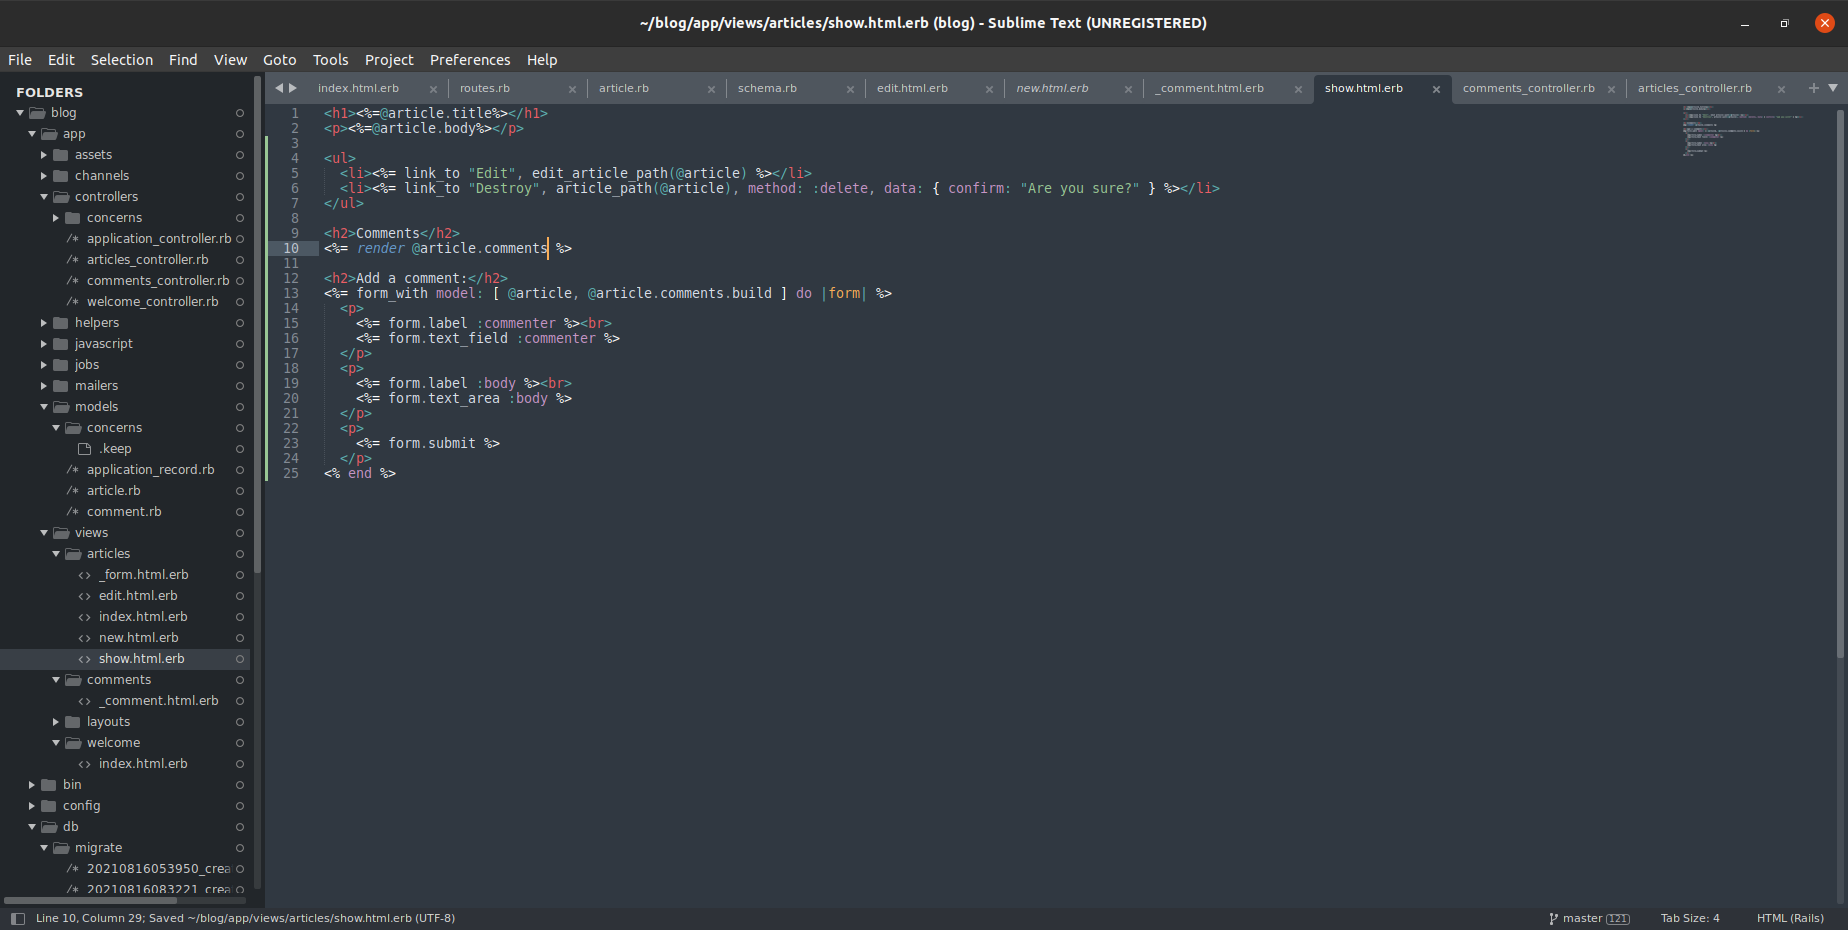 ~/blog/app/views/articles/show.html.erb (blog) - Sublime Text (UNREGISTERED)
File Edit Selection Find View Goto Tools Project Preferences Help
FOLDERS
blog
app
assets
channels
controllers
concerns
/* application_controller.rb
/* articles_controller.rb
/* comments_controller.rb
/* welcome_controller.rb
helpers
javascript
jobs
mailers
models
concerns
.keep
/* application_record.rb
/* article.rb
/* comment.rb
views
articles
<> _form.html.erb
<> edit.html.erb
<> index.html.erb
<> new.html.erb
<> show.html.erb
comments
<> _comment.html.erb
layouts
welcome
<> index.html.erb
bin
config
db
migrate
/* 20210816053950_crea
/* 20210816083221_crea
index.html.erb routes.rb article.rb schema.rb edit.html.erb new.html.erb _comment.html.erb show.html.erb comments_controller.rb articles_controller.rb
1 <h1><%=@article.title%></h1>
2 <p><%=@article.body%></p>
3
4 <ul>
5   <li><%= link_to "Edit", edit_article_path(@article) %></li>
6   <li><%= link_to "Destroy", article_path(@article), method: :delete, data: { confirm: "Are you sure?" } %></li>
7 </ul>
8
9 <h2>Comments</h2>
10 <%= render @article.comments %>
11
12 <h2>Add a comment:</h2>
13 <%= form_with model: [ @article, @article.comments.build ] do |form| %>
14   <p>
15     <%= form.label :commenter %><br>
16     <%= form.text_field :commenter %>
17   </p>
18   <p>
19     <%= form.label :body %><br>
20     <%= form.text_area :body %>
21   </p>
22   <p>
23     <%= form.submit %>
24   </p>
25 <% end %>
Line 10, Column 29; Saved ~/blog/app/views/articles/show.html.erb (UTF-8)
master 121 Tab Size: 4 HTML (Rails)